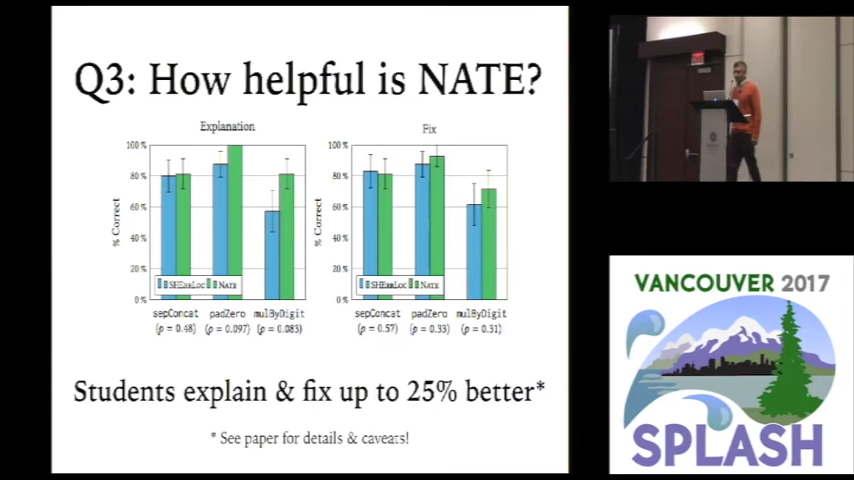 Q3: How helpful is NATE?
Explanation
% Correct
100 %
80 %
60 %
40 %
20 %
0 %
SHErrLoc Nate
sepConcat padZero mulByDigit
(p = 0.48) (p = 0.097) (p = 0.083)
Fix
% Correct
100 %
80 %
60 %
40 %
20 %
0 %
SHErrLoc Nate
sepConcat padZero mulByDigit
(p = 0.57) (p = 0.33) (p = 0.31)
Students explain & fix up to 25% better*
* See paper for details & caveats!
VANCOUVER 2017
SPLASH